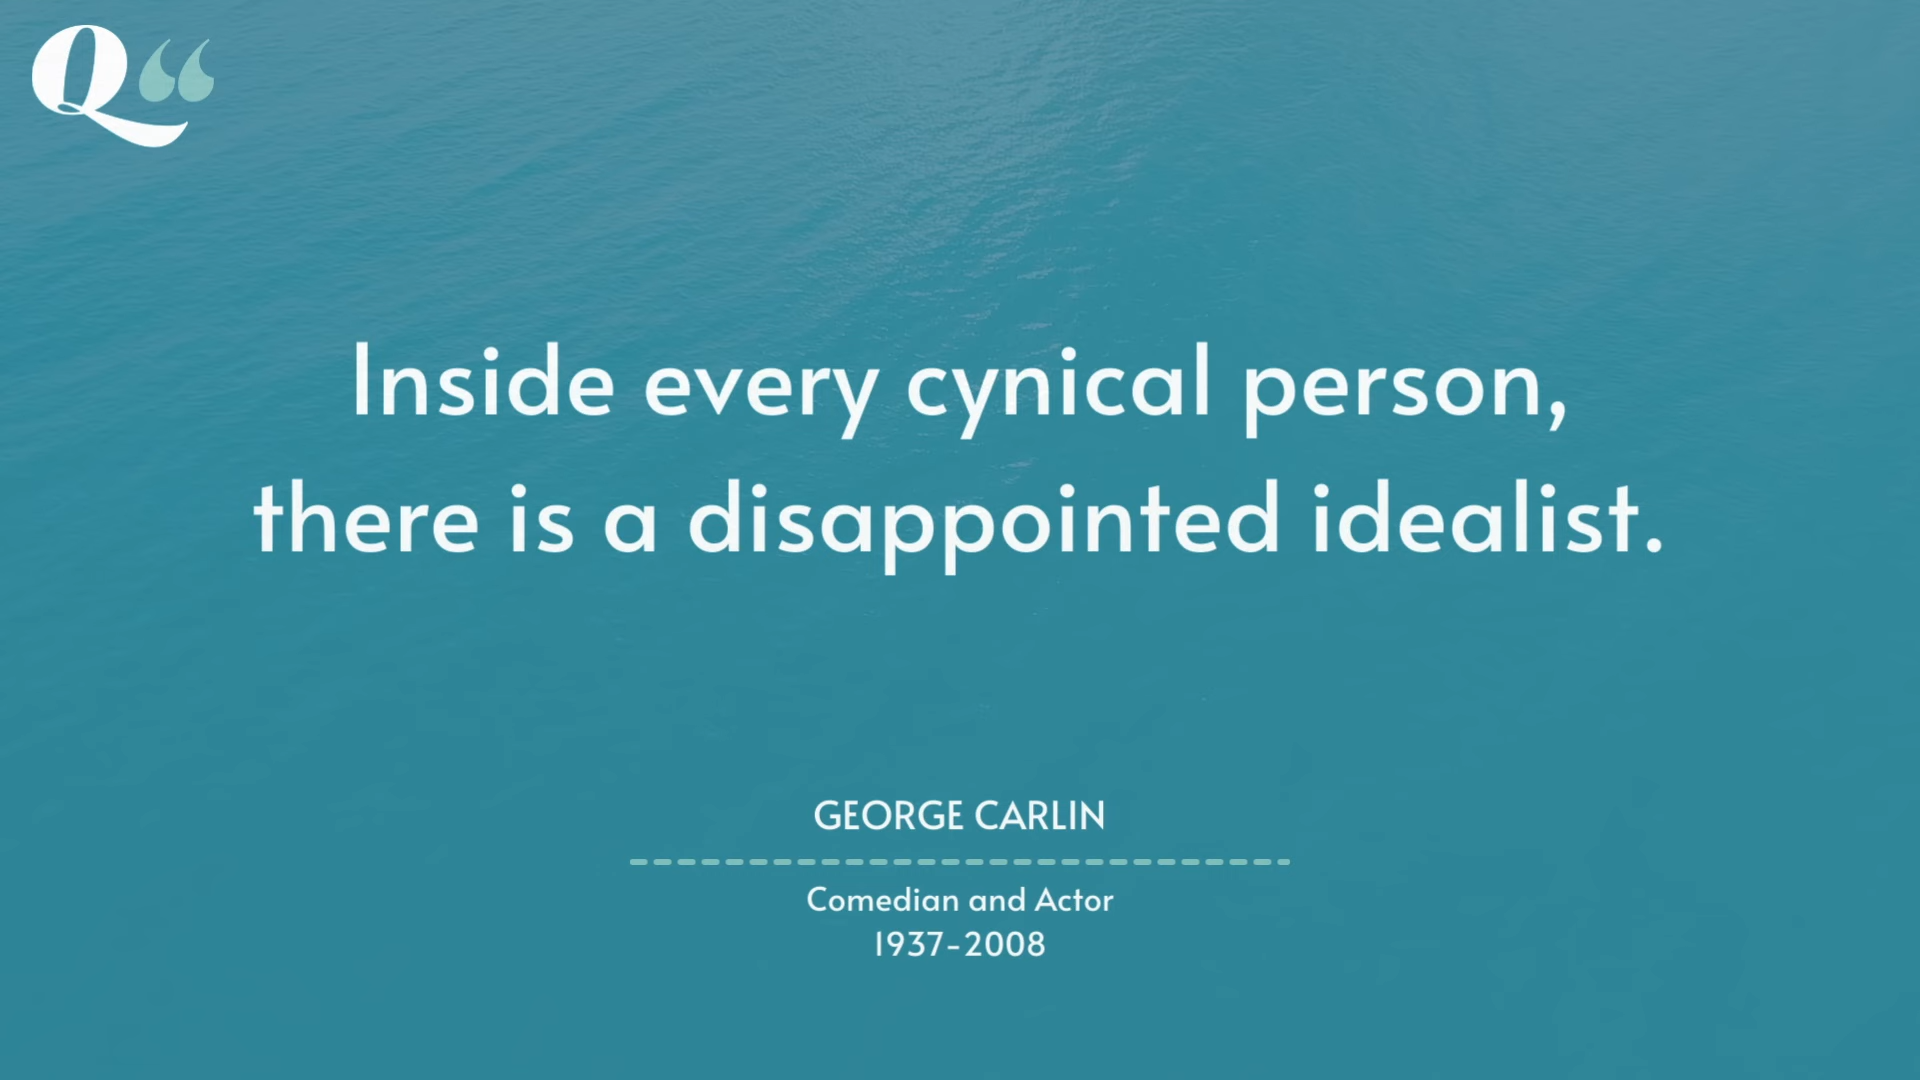 Q“
Inside every cynical person,
there is a disappointed idealist.
GEORGE CARLIN
Comedian and Actor
1937-2008